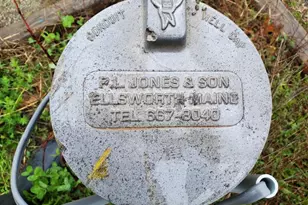 P.L. JONES & SON
ELLSWORTH MAINE
TEL. 667-8040